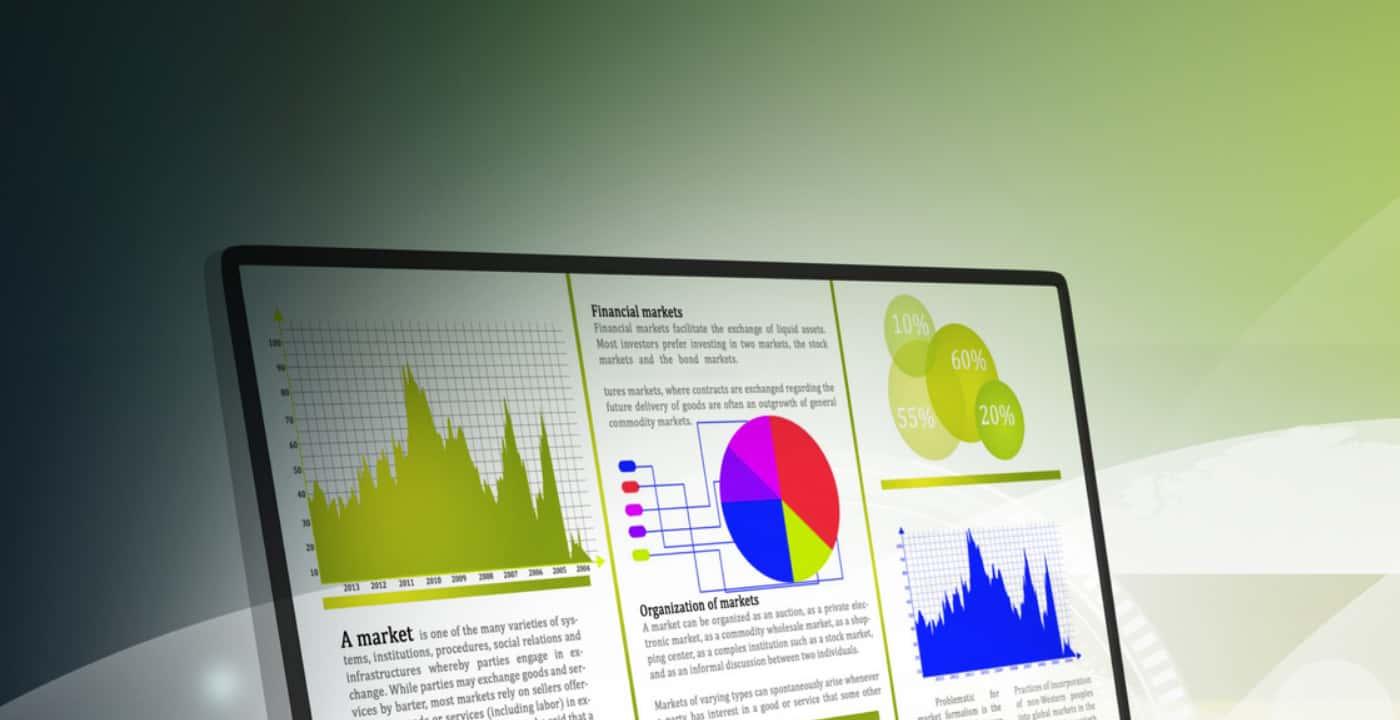 100
90
80
70
60
50
40
30
20
10
2013 2012 2011 2010 2009 2008 2007 2006 2005 2004
A market is one of the many varieties of sys-
tems, institutions, procedures, social relations and
infrastructures whereby parties engage in ex-
change. While parties may exchange goods and ser-
vices by barter, most markets rely on sellers offer-
or services (including labor) in ex-
said that a
Financial markets
Financial markets facilitate the exchange of liquid assets.
Most investors prefer investing in two markets, the stock
markets and the bond markets.
tures markets, where contracts are exchanged regarding the
future delivery of goods are often an outgrowth of general
commodity markets.
Organization of markets
A market can be organized as an auction, as a private elec-
tronic market, as a commodity wholesale market, as a shop-
ping center, as a complex institution such as a stock market,
and as an informal discussion between two individuals.
Markets of varying types can spontaneously arise whenever
a party has interest in a good or service that some other
10%
60%
55%
20%
Problematic for
market formalism is the
Practices of incorporation
of non-Western peoples
into global markets in the